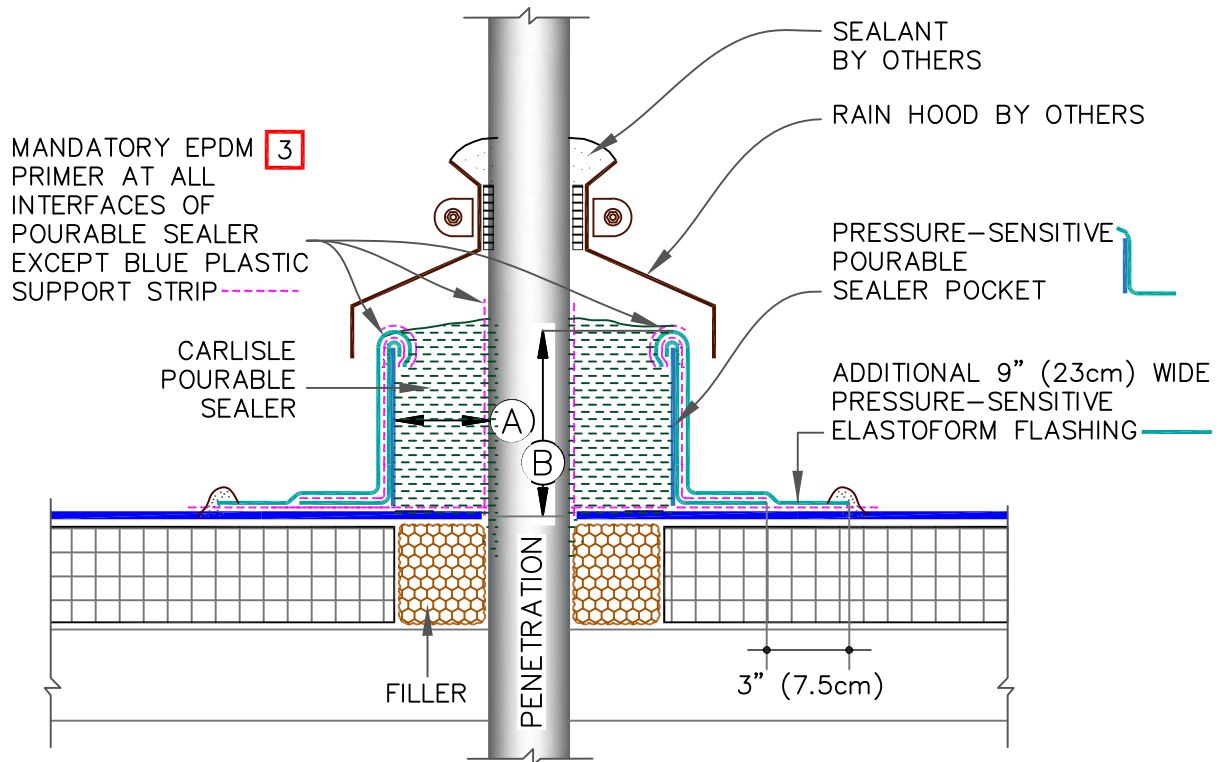 SEALANT
BY OTHERS
RAIN HOOD BY OTHERS
MANDATORY EPDM 3
PRIMER AT ALL
INTERFACES OF
POURABLE SEALER
EXCEPT BLUE PLASTIC
SUPPORT STRIP
PRESSURE-SENSITIVE
POURABLE
SEALER POCKET
CARLISLE
POURABLE
SEALER
ADDITIONAL 9" (23cm) WIDE
PRESSURE-SENSITIVE
ELASTOFORM FLASHING
A
B
PENETRATION
FILLER
3" (7.5cm)